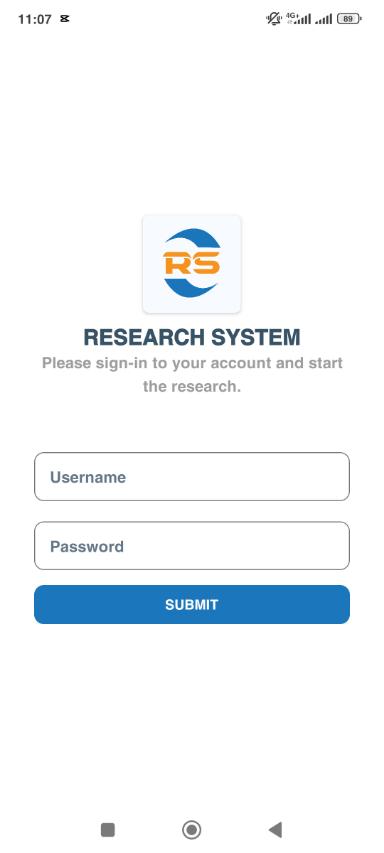 11:07
4G+
89
RS
RESEARCH SYSTEM
Please sign-in to your account and start
the research.
Username
Password
SUBMIT